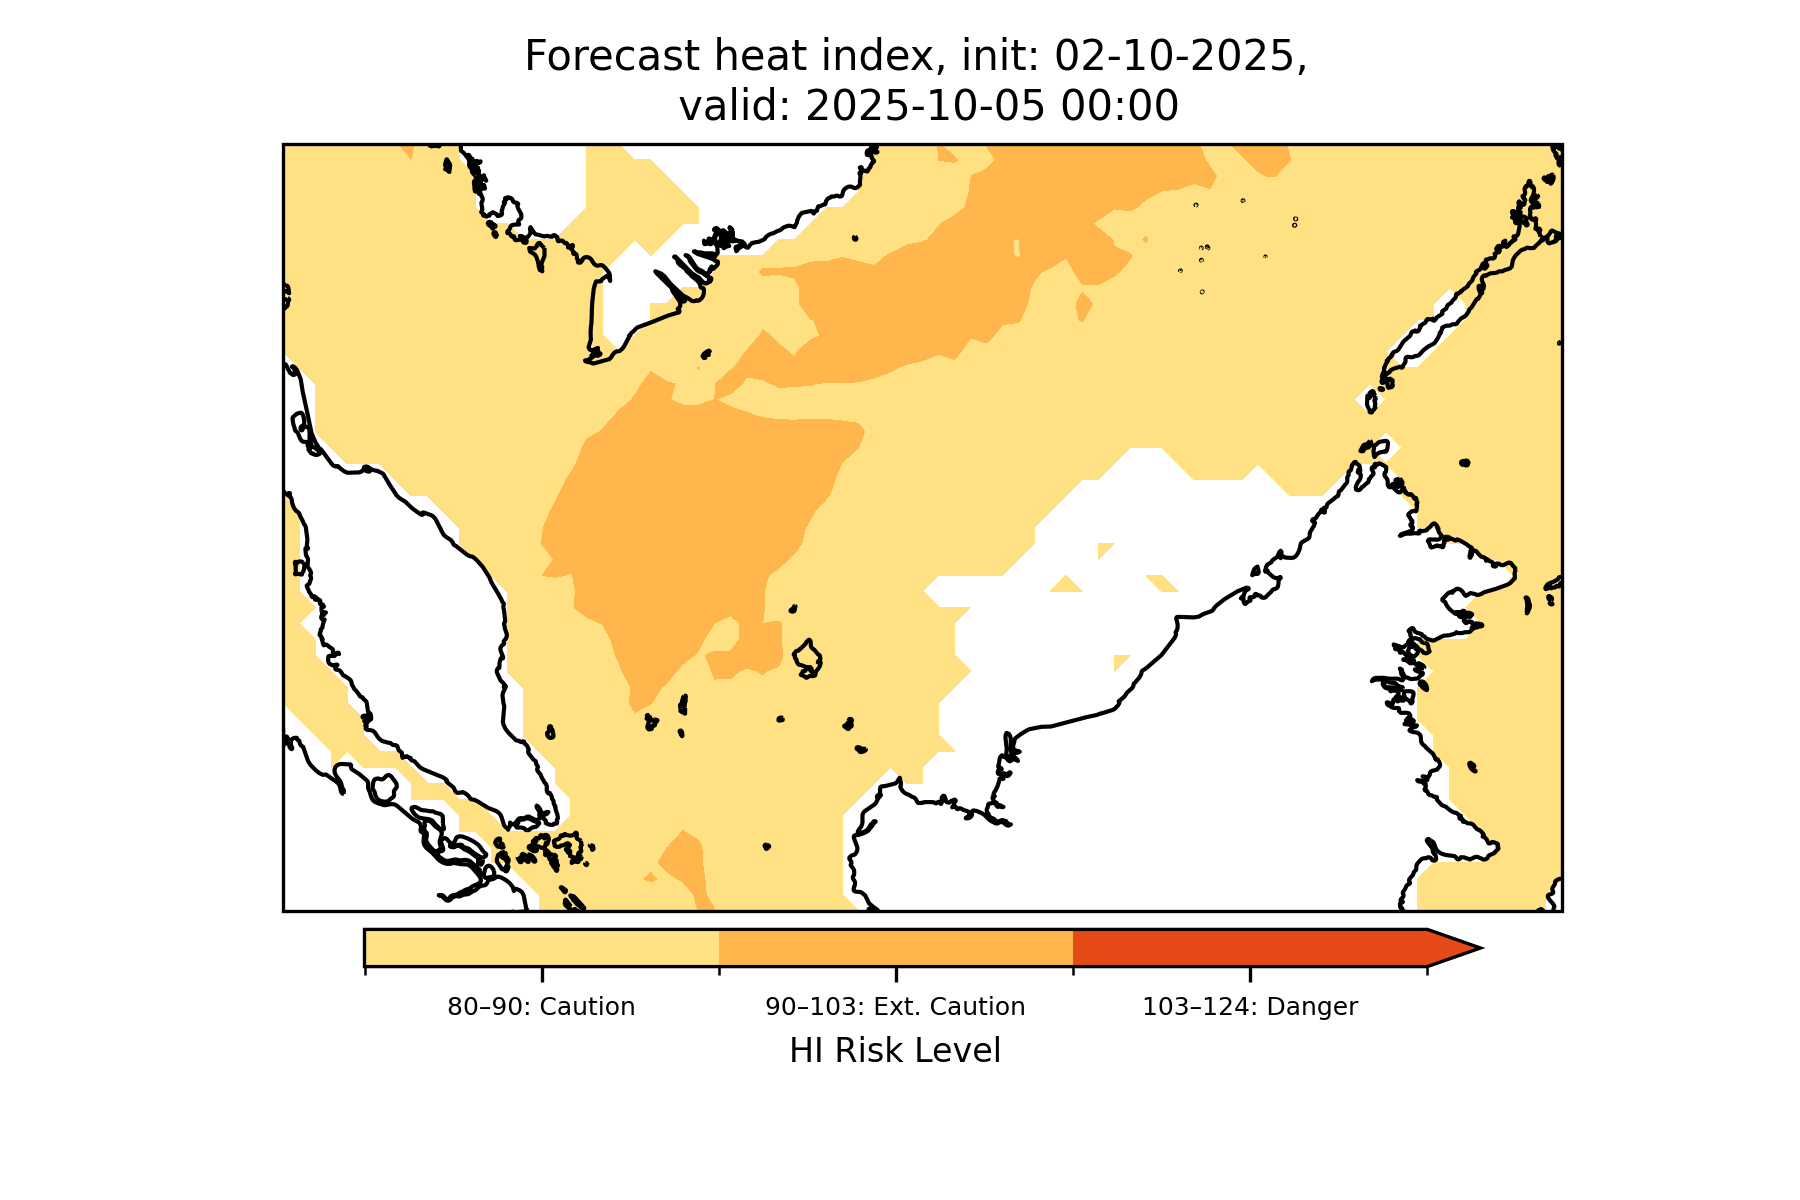 Forecast heat index, init: 02-10-2025,
valid: 2025-10-05 00:00
80–90: Caution
90–103: Ext. Caution
103–124: Danger
HI Risk Level